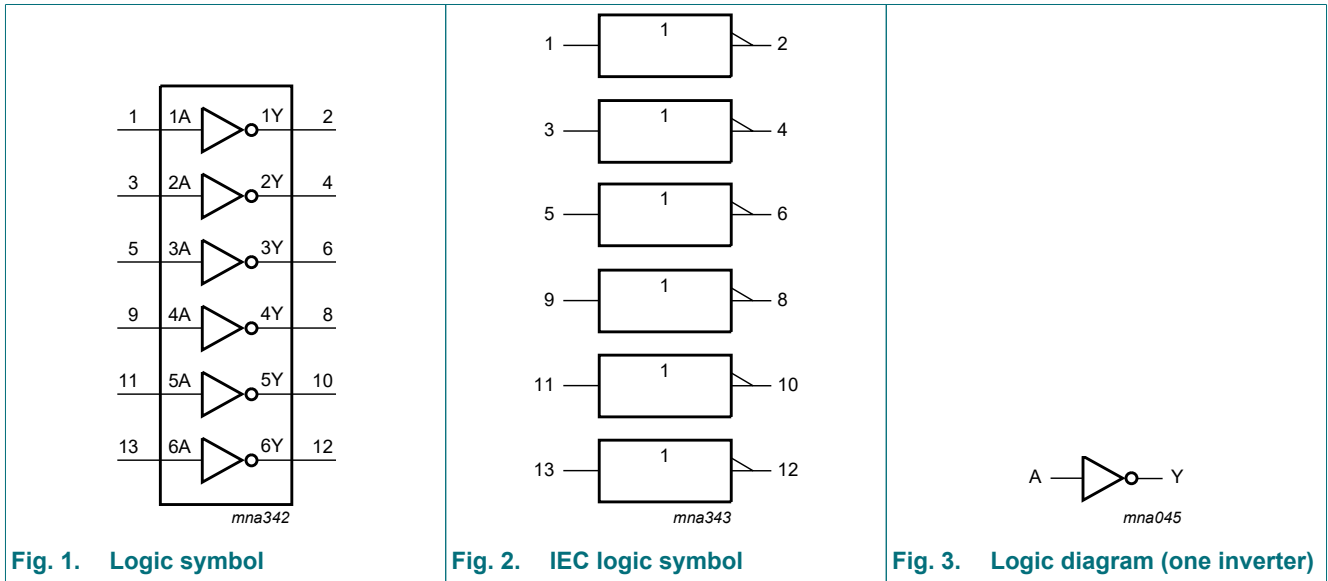 1 1A 1Y 2
3 2A 2Y 4
5 3A 3Y 6
9 4A 4Y 8
11 5A 5Y 10
13 6A 6Y 12
mna342
Fig. 1. Logic symbol
1 1 2
3 1 4
5 1 6
9 1 8
11 1 10
13 1 12
mna343
Fig. 2. IEC logic symbol
A Y
mna045
Fig. 3. Logic diagram (one inverter)